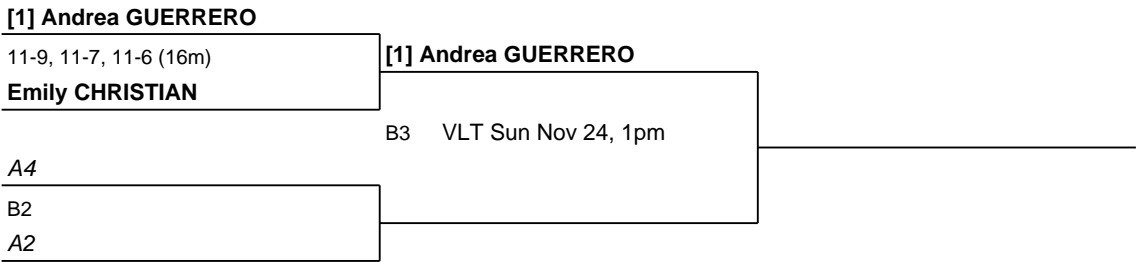 [1] Andrea GUERRERO
11-9, 11-7, 11-6 (16m)
[1] Andrea GUERRERO
Emily CHRISTIAN
B3 VLT Sun Nov 24, 1pm
A4
B2
A2